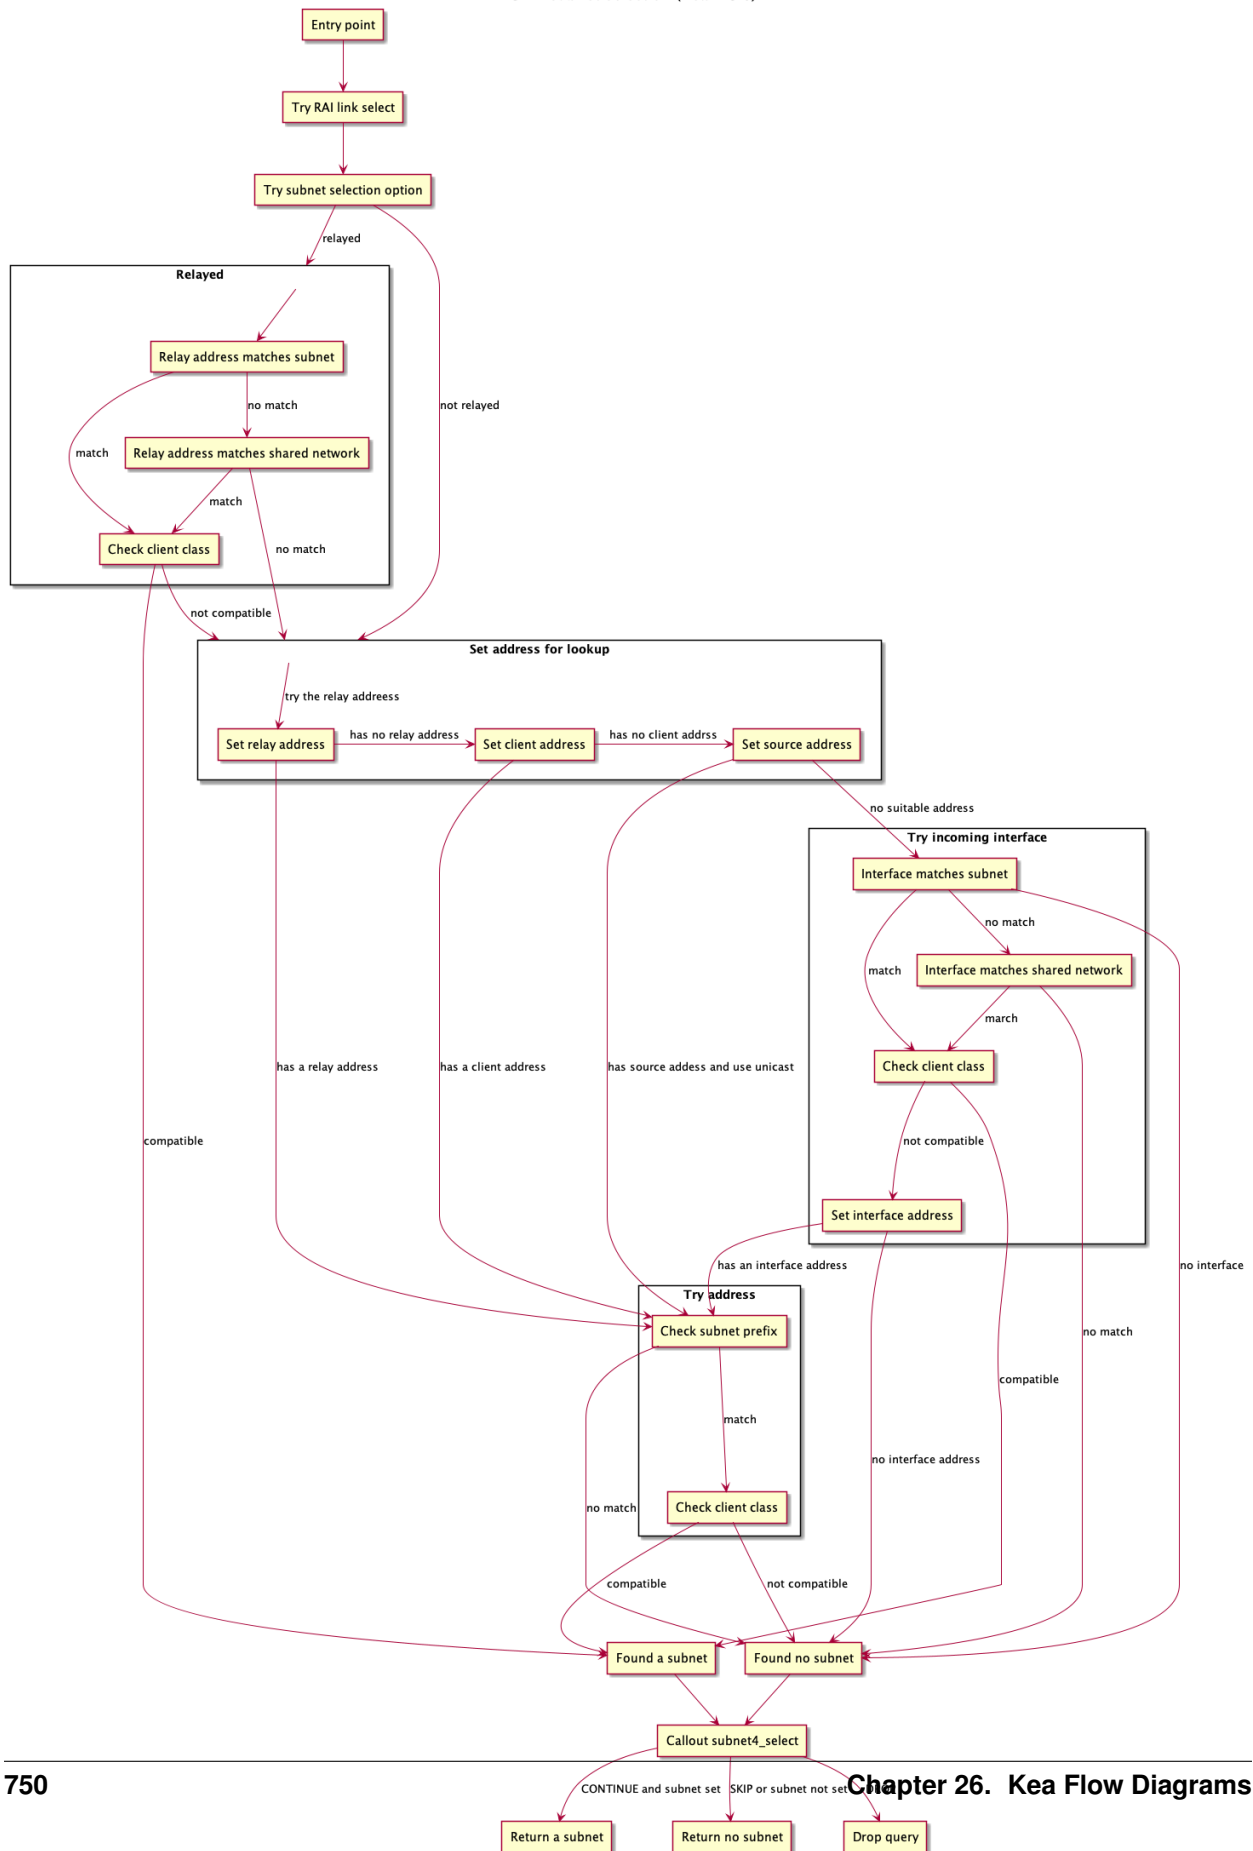 Entry point
Try RAI link select
Try subnet selection option
relayed
Relayed
Relay address matches subnet
not relayed
no match
match
Relay address matches shared network
match
no match
Check client class
not compatible
Set address for lookup
try the relay addreess
Set relay address
has no relay address
Set client address
has no client addrss
Set source address
no suitable address
Try incoming interface
Interface matches subnet
no match
match
Interface matches shared network
march
Check client class
has a relay address
has a client address
has source addess and use unicast
compatible
not compatible
Set interface address
has an interface address
no interface
Try address
Check subnet prefix
no match
compatible
match
no interface address
no match
Check client class
compatible
not compatible
Found a subnet
Found no subnet
Callout subnet4_select
750
CONTINUE and subnet set
SKIP or subnet not set
Chapter 26. Kea Flow Diagrams
Return a subnet
Return no subnet
Drop query